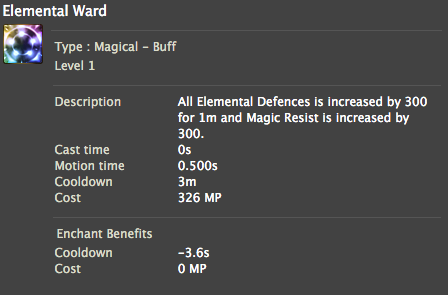 Elemental Ward
Type : Magical - Buff
Level 1
Description All Elemental Defences is increased by 300
for 1m and Magic Resist is increased by
300.
Cast time 0s
Motion time 0.500s
Cooldown 3m
Cost 326 MP
Enchant Benefits
Cooldown -3.6s
Cost 0 MP